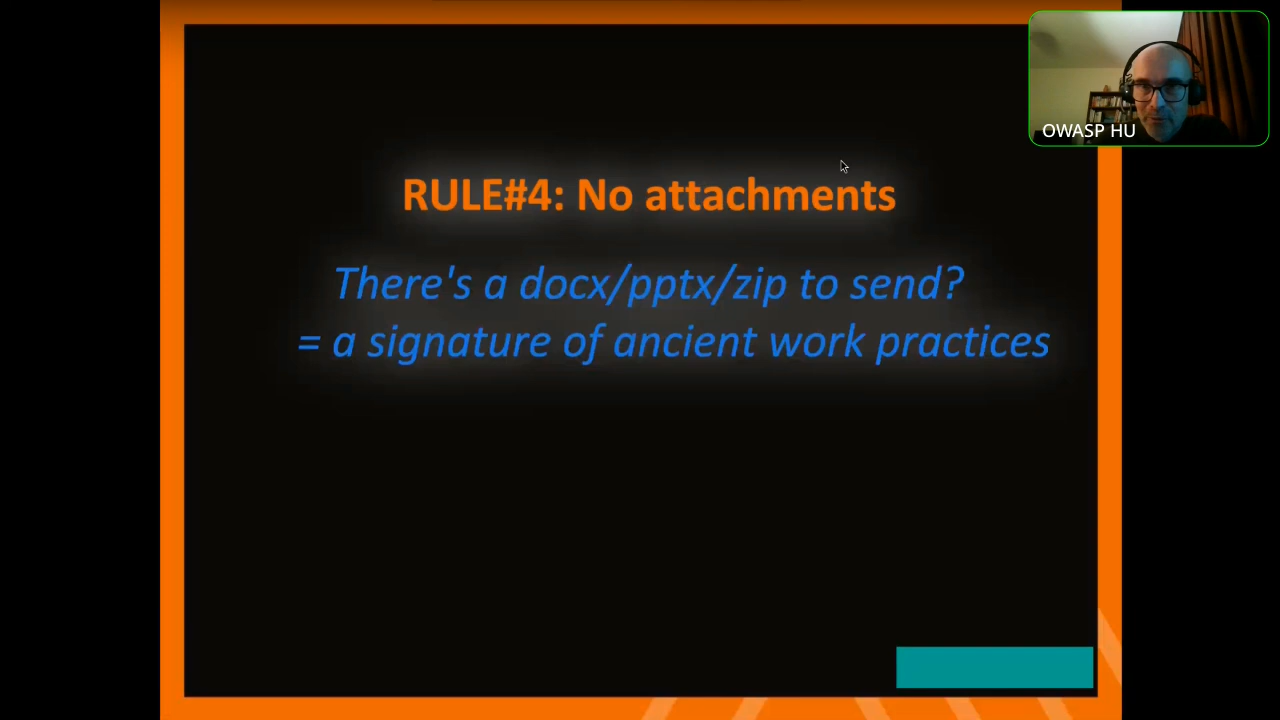 OWASP HU
RULE#4: No attachments
There's a docx/pptx/zip to send?
= a signature of ancient work practices